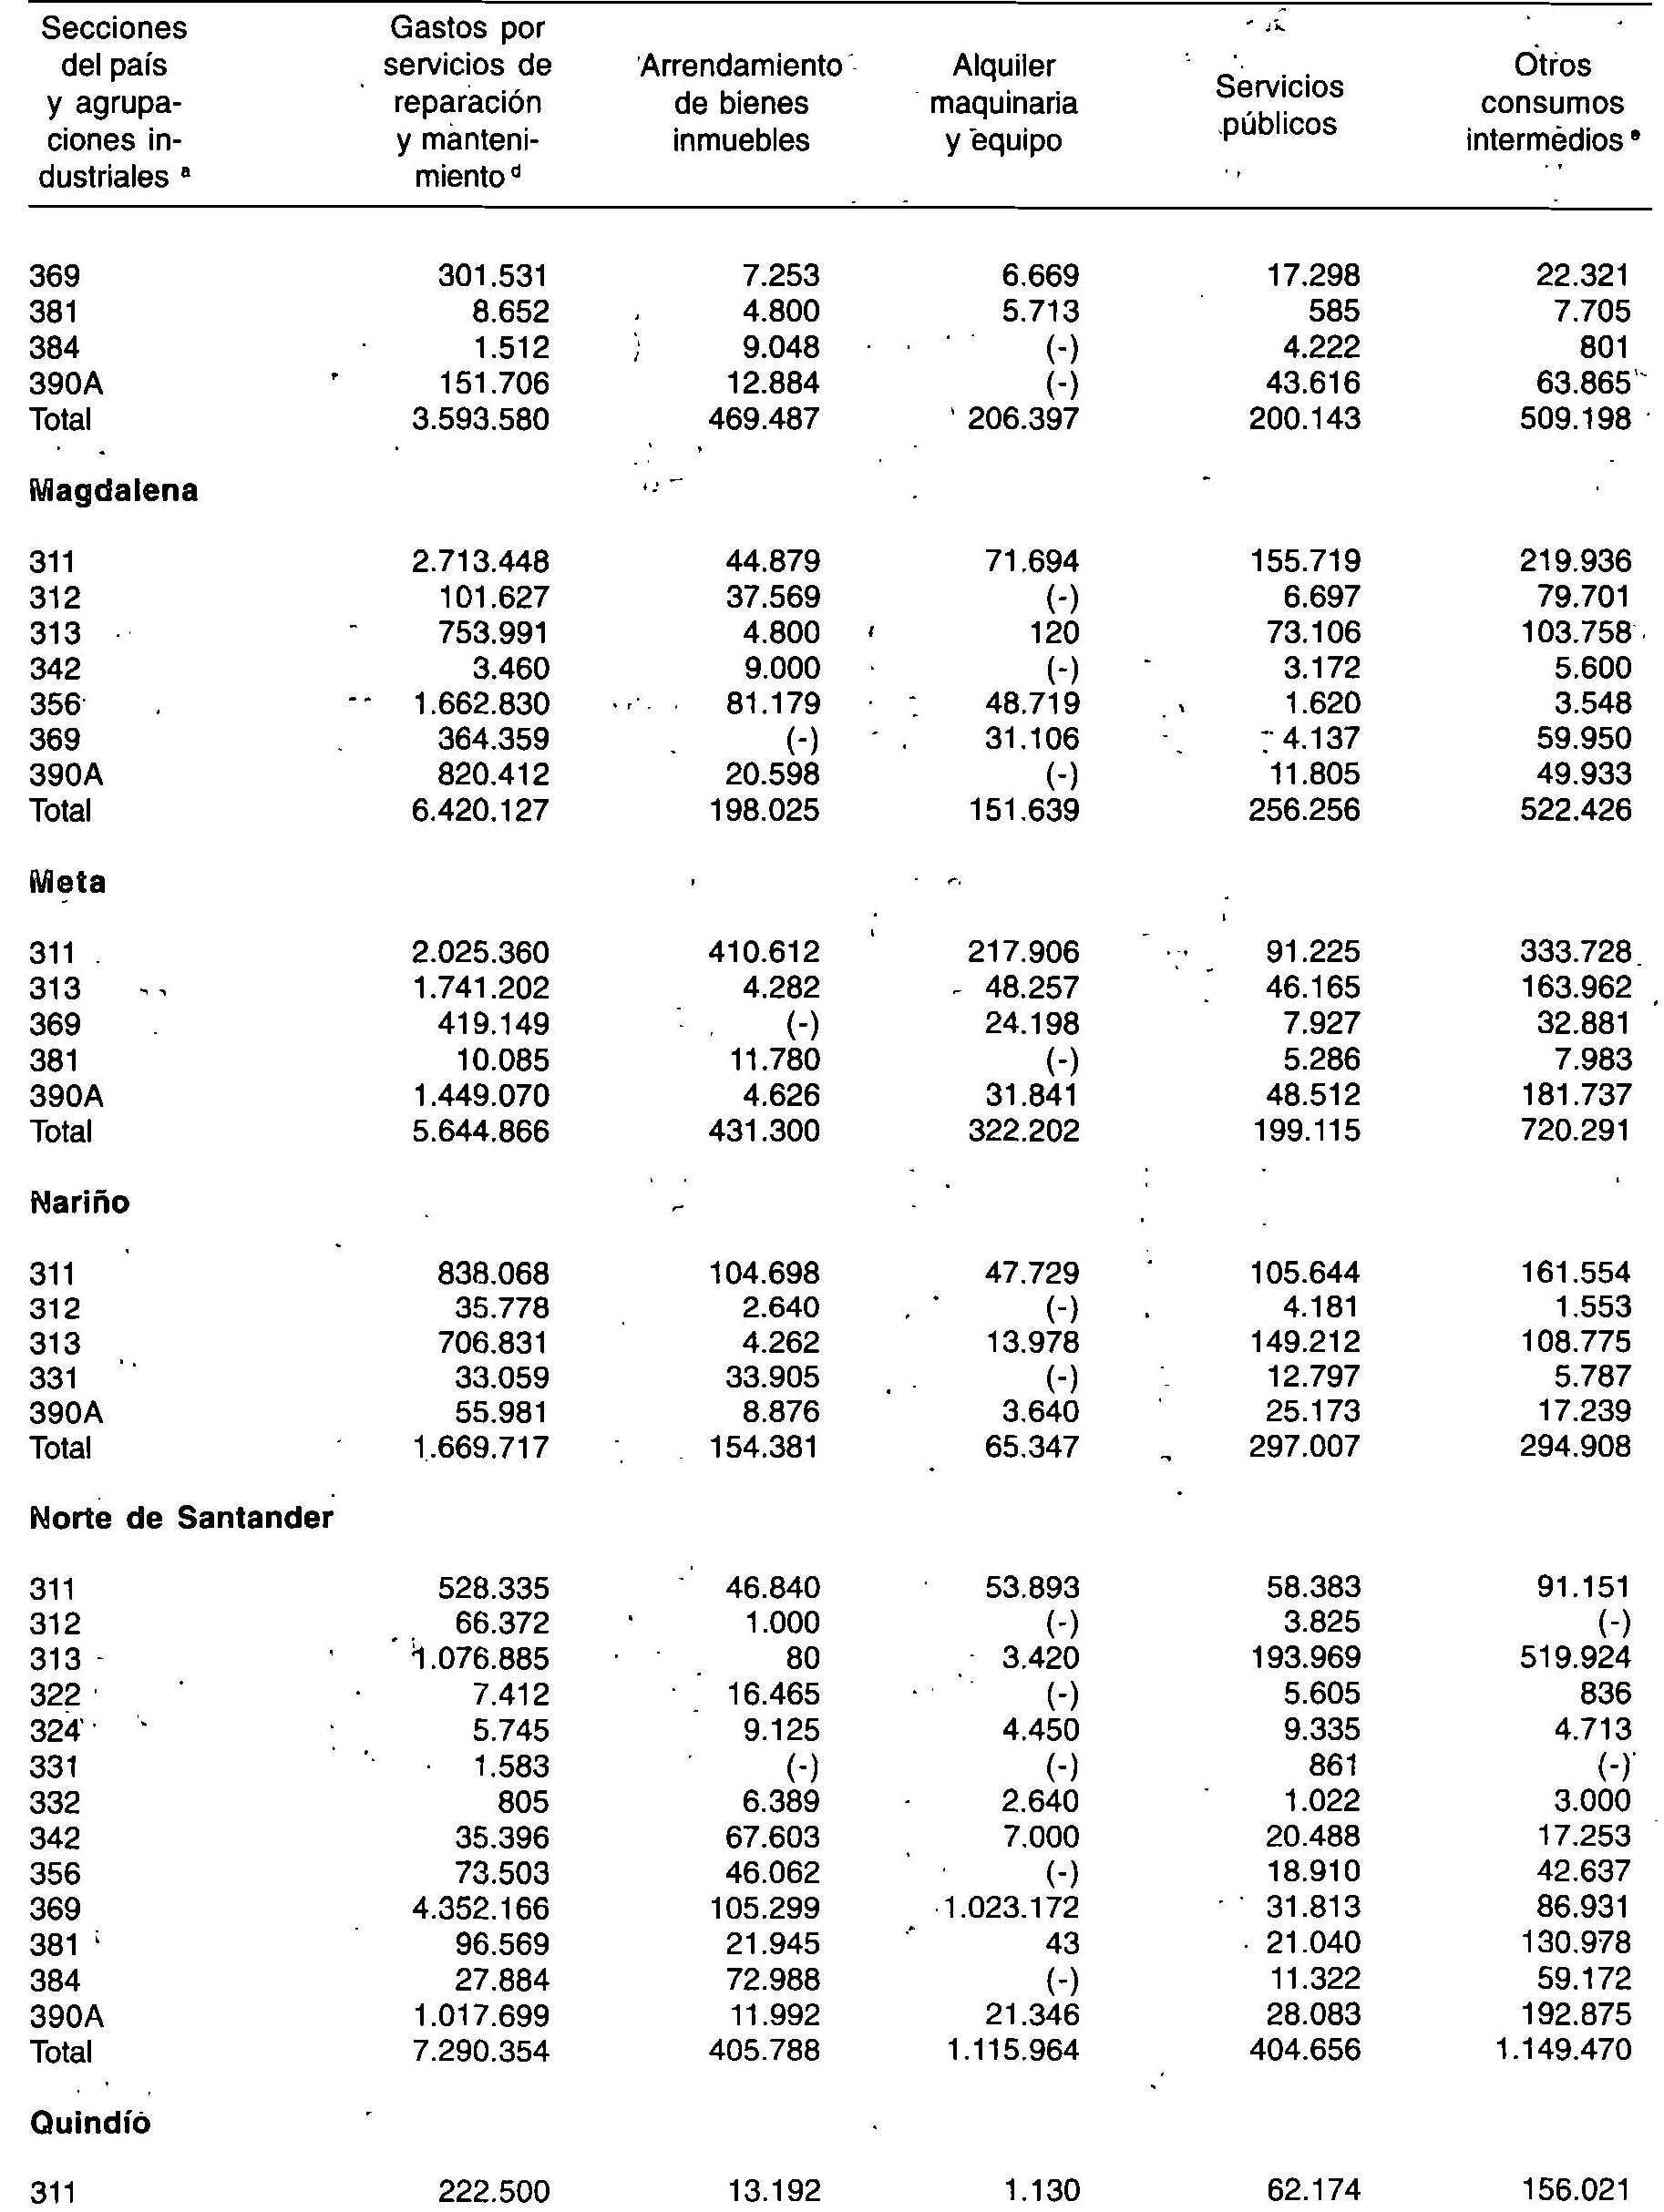 Secciones del país y agrupa- ciones in- dustriales a | Gastos por servicios de reparación y manteni- miento d | Arrendamiento de bienes inmuebles | Alquiler maquinaria y equipo | Servicios públicos | Otros consumos intermedios e
369 301.531 7.253 6.669 17.298 22.321
381 8.652 4.800 5.713 585 7.705
384 1.512 9.048 (-) 4.222 801
390A 151.706 12.884 (-) 43.616 63.865
Total 3.593.580 469.487 206.397 200.143 509.198
Magdalena
311 2.713.448 44.879 71.694 155.719 219.936
312 101.627 37.569 (-) 6.697 79.701
313 753.991 4.800 120 73.106 103.758
342 3.460 9.000 (-) 3.172 5.600
356 1.662.830 81.179 48.719 1.620 3.548
369 364.359 (-) 31.106 4.137 59.950
390A 820.412 20.598 (-) 11.805 49.933
Total 6.420.127 198.025 151.639 256.256 522.426
Meta
311 2.025.360 410.612 217.906 91.225 333.728
313 1.741.202 4.282 48.257 46.165 163.962
369 419.149 (-) 24.198 7.927 32.881
381 10.085 11.780 (-) 5.286 7.983
390A 1.449.070 4.626 31.841 48.512 181.737
Total 5.644.866 431.300 322.202 199.115 720.291
Nariño
311 838.068 104.698 47.729 105.644 161.554
312 35.778 2.640 (-) 4.181 1.553
313 706.831 4.262 13.978 149.212 108.775
331 33.059 33.905 (-) 12.797 5.787
390A 55.981 8.876 3.640 25.173 17.239
Total 1.669.717 154.381 65.347 297.007 294.908
Norte de Santander
311 528.335 46.840 53.893 58.383 91.151
312 66.372 1.000 (-) 3.825 (-)
313 1.076.885 80 3.420 193.969 519.924
322 7.412 16.465 (-) 5.605 836
324 5.745 9.125 4.450 9.335 4.713
331 1.583 (-) (-) 861 (-)
332 805 6.389 2.640 1.022 3.000
342 35.396 67.603 7.000 20.488 17.253
356 73.503 46.062 (-) 18.910 42.637
369 4.352.166 105.299 1.023.172 31.813 86.931
381 96.569 21.945 43 21.040 130.978
384 27.884 72.988 (-) 11.322 59.172
390A 1.017.699 11.992 21.346 28.083 192.875
Total 7.290.354 405.788 1.115.964 404.656 1.149.470
Quindío
311 222.500 13.192 1.130 62.174 156.021